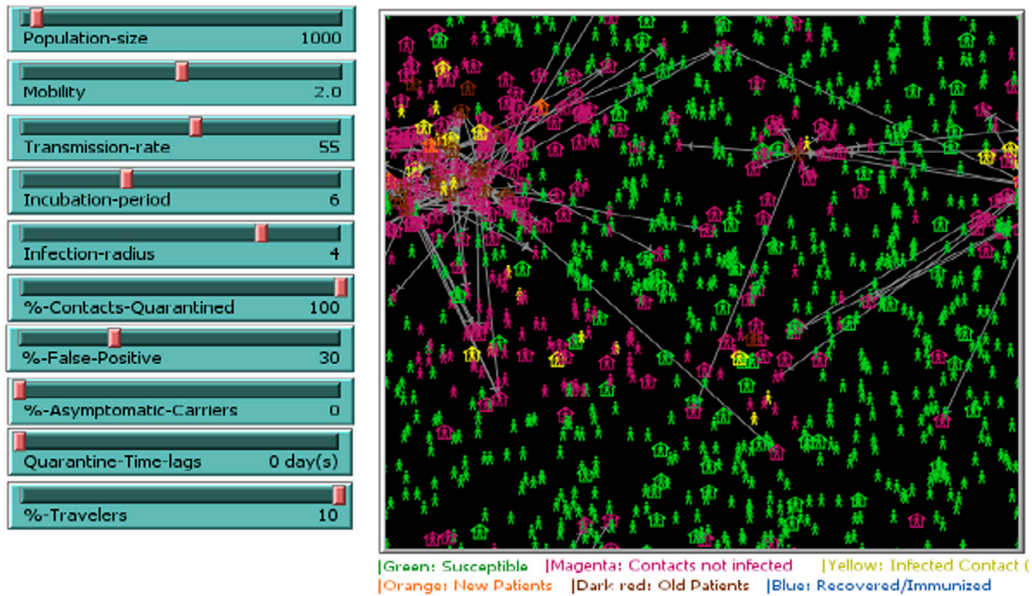 Population-size 1000
Mobility 2.0
Transmission-rate 55
Incubation-period 6
Infection-radius 4
%-Contacts-Quarantined 100
%-False-Positive 30
%-Asymptomatic-Carriers 0
Quarantine-Time-lags 0 day(s)
%-Travelers 10
|Green: Susceptible |Magenta: Contacts not infected |Yellow: Infected Contact (
|Orange: New Patients |Dark red: Old Patients |Blue: Recovered/Immunized